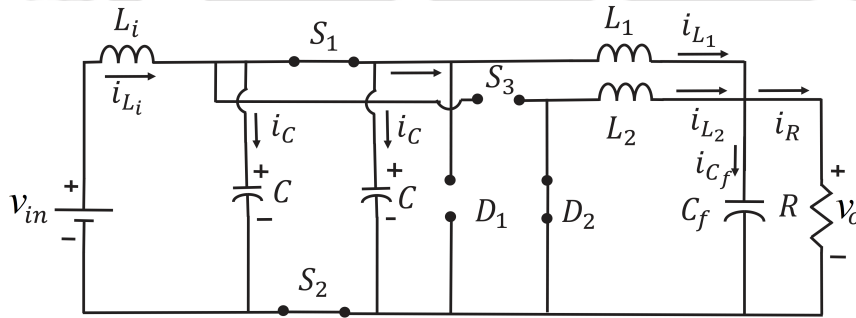 L_i
S_1
L_1
i_{L_1}
i_{L_i}
S_3
i_C
i_C
L_2
i_{L_2}
i_R
+
+
+
+
v_{in}
C
C
D_1
D_2
i_{C_f}
C_f
R
v_o
−
−
−
−
S_2